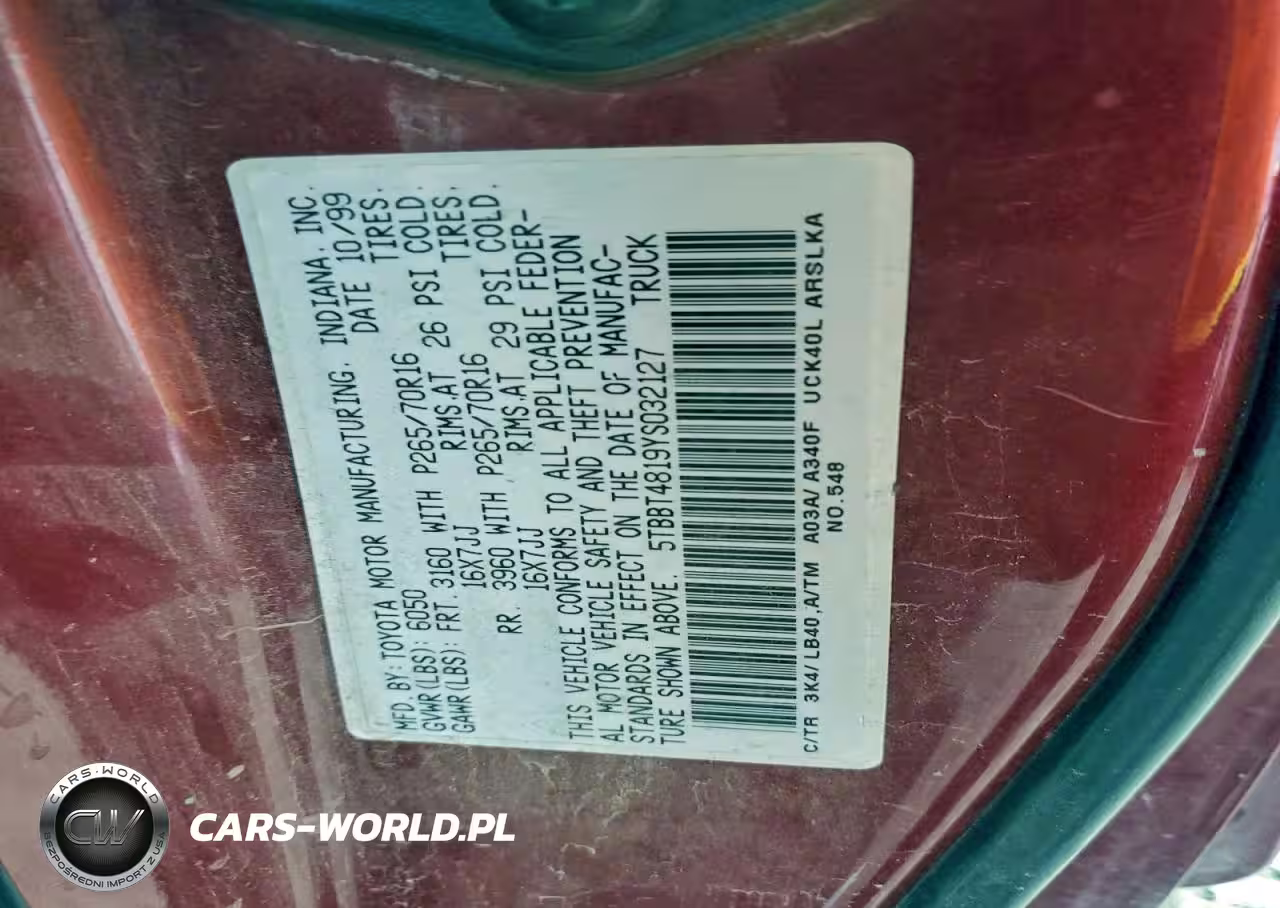 MFD. BY: TOYOTA MOTOR MANUFACTURING, INDIANA, INC.
GVWR(LBS): 6050 DATE 10/99
GAWR(LBS): FRT. 3160 WITH P265/70R16 TIRES,
16X7JJ RIMS.AT 26 PSI COLD.
RR. 3960 WITH P265/70R16 TIRES,
16X7JJ RIMS.AT 29 PSI COLD.
THIS VEHICLE CONFORMS TO ALL APPLICABLE FEDER-
AL MOTOR VEHICLE SAFETY AND THEFT PREVENTION
STANDARDS IN EFFECT ON THE DATE OF MANUFAC-
TURE SHOWN ABOVE. 5TBBT4819YS032127 TRUCK
C/TR 3K4/ LB40 ,A/TM A03A/ A340F UCK40L ARSLKA
NO.548
CARS-WORLD
CW
BEZPOŚREDNI IMPORT Z USA
CARS-WORLD.PL